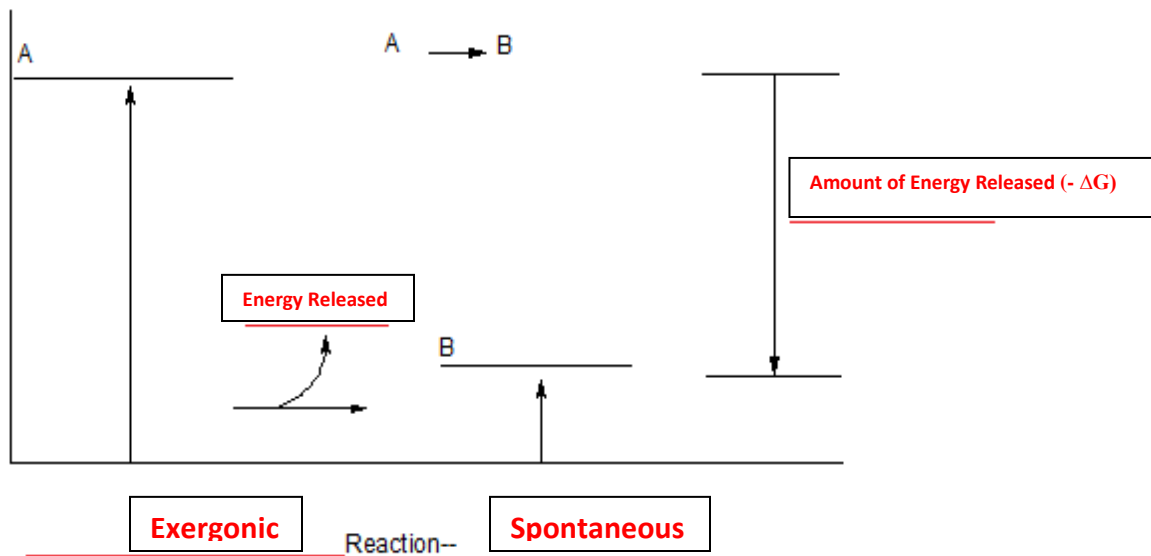 A
A B
Amount of Energy Released (- ΔG)
Energy Released
B
Exergonic Spontaneous
Reaction--